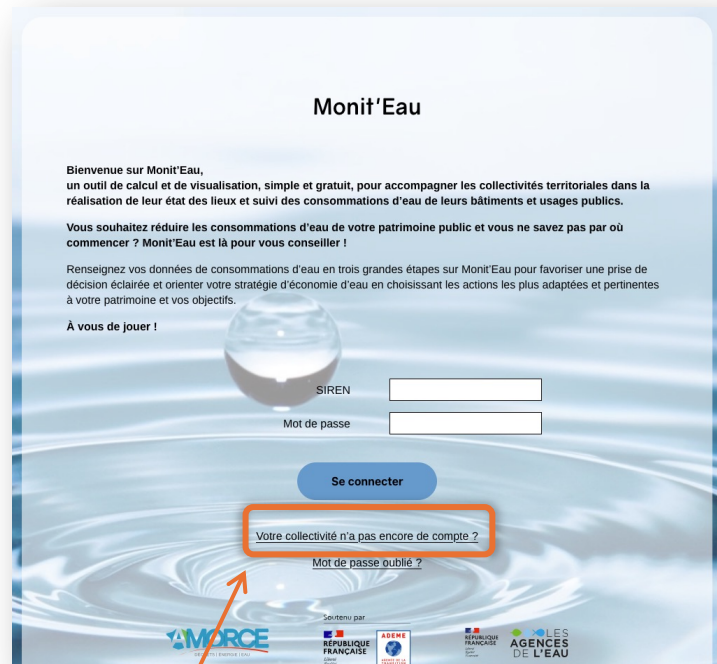 Monit'Eau
Bienvenue sur Monit'Eau,
un outil de calcul et de visualisation, simple et gratuit, pour accompagner les collectivités territoriales dans la
réalisation de leur état des lieux et suivi des consommations d'eau de leurs bâtiments et usages publics.
Vous souhaitez réduire les consommations d'eau de votre patrimoine public et vous ne savez pas par où
commencer ? Monit'Eau est là pour vous conseiller !
Renseignez vos données de consommations d'eau en trois grandes étapes sur Monit'Eau pour favoriser une prise de
décision éclairée et orienter votre stratégie d'économie d'eau en choisissant les actions les plus adaptées et pertinentes
à votre patrimoine et vos objectifs.
À vous de jouer !
SIREN
Mot de passe
Se connecter
Votre collectivité n'a pas encore de compte ?
Mot de passe oublié ?
Soutenu par
AMORCE
DÉCHETS | ÉNERGIE | EAU
RÉPUBLIQUE
FRANÇAISE
ADEME
RÉPUBLIQUE
FRANÇAISE
LES
AGENCES
DE L'EAU